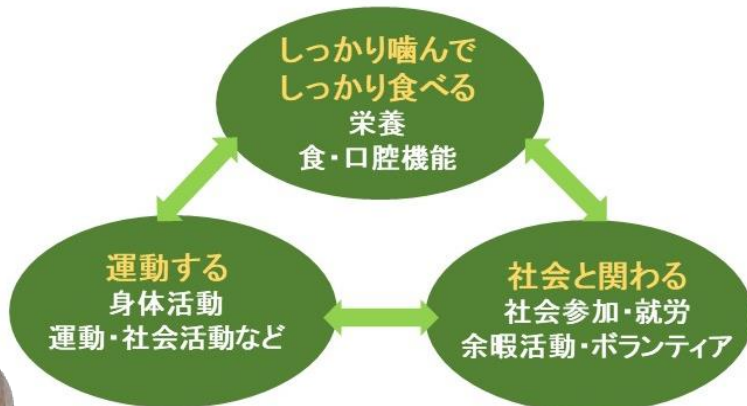 しっかり噛んで
しっかり食べる
栄養
食・口腔機能
運動する
身体活動
運動・社会活動など
社会と関わる
社会参加・就労
余暇活動・ボランティア